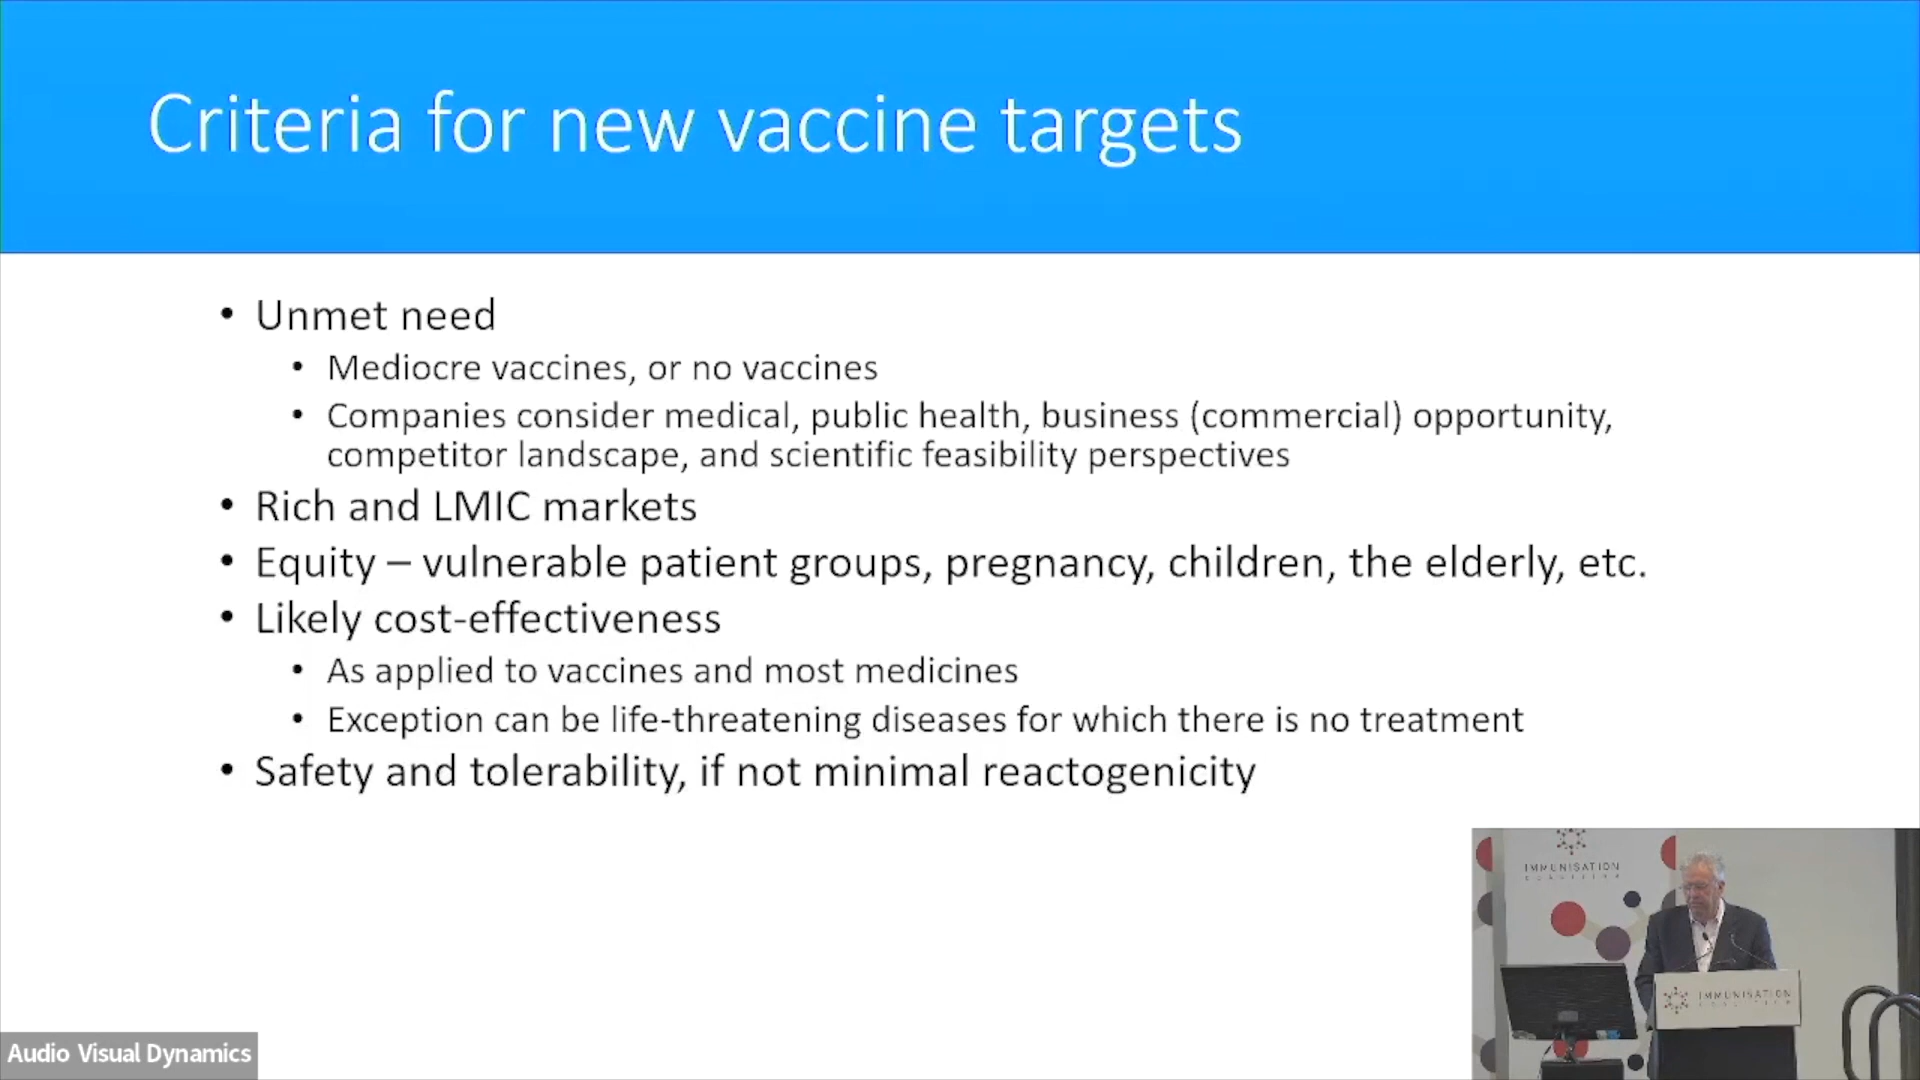 Criteria for new vaccine targets
• Unmet need
• Mediocre vaccines, or no vaccines
• Companies consider medical, public health, business (commercial) opportunity,
competitor landscape, and scientific feasibility perspectives
• Rich and LMIC markets
• Equity – vulnerable patient groups, pregnancy, children, the elderly, etc.
• Likely cost-effectiveness
• As applied to vaccines and most medicines
• Exception can be life-threatening diseases for which there is no treatment
• Safety and tolerability, if not minimal reactogenicity
IMMUNISATION
COALITION
IMMUNISATION
COALITION
Audio Visual Dynamics